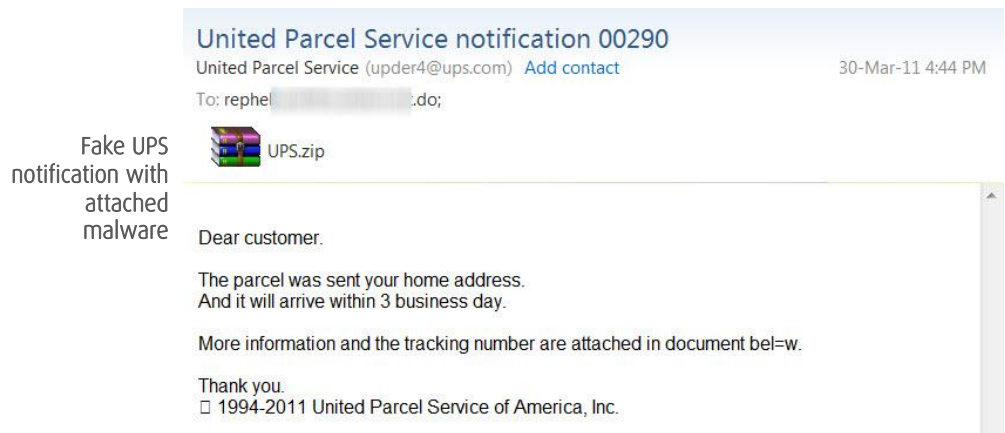 United Parcel Service notification 00290
United Parcel Service (upder4@ups.com) Add contact 30-Mar-11 4:44 PM
To: rephel .do;
UPS.zip
Fake UPS
notification with
attached
malware
Dear customer.
The parcel was sent your home address.
And it will arrive within 3 business day.
More information and the tracking number are attached in document bel=w.
Thank you.
□ 1994-2011 United Parcel Service of America, Inc.